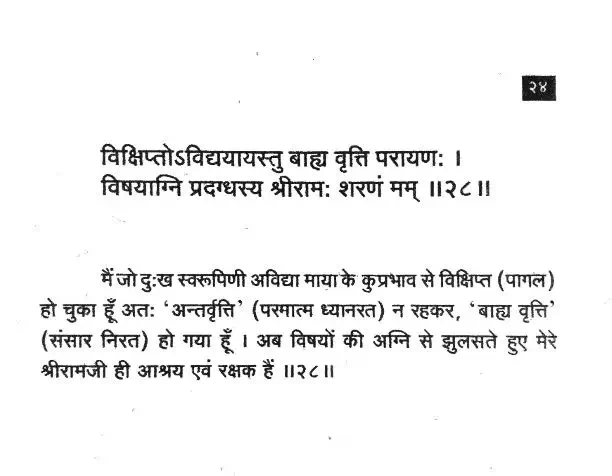 २४
विक्षिप्तोऽविद्ययायस्तु बाह्य वृत्ति परायण: ।
विषयाग्नि प्रदग्धस्य श्रीराम: शरणं मम् ॥२८॥
मैं जो दु:ख स्वरूपिणी अविद्या माया के कुप्रभाव से विक्षिप्त (पागल)
हो चुका हूँ अत: 'अन्तर्वृत्ति' (परमात्म ध्यानरत) न रहकर, 'बाह्य वृत्ति'
(संसार निरत) हो गया हूँ । अब विषयों की अग्नि से झुलसते हुए मेरे
श्रीरामजी ही आश्रय एवं रक्षक हैं ॥२८॥